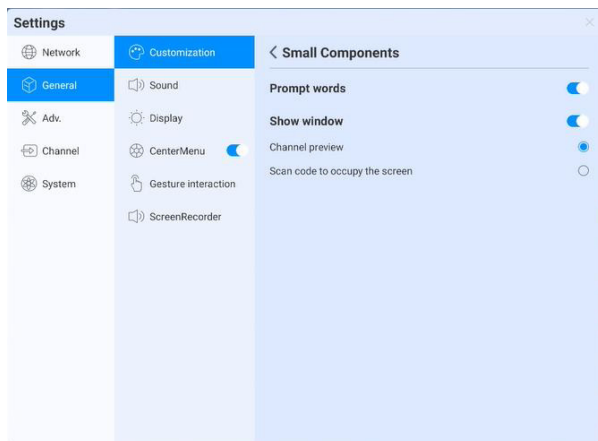 Settings
Network
General
Adv.
Channel
System
Customization
Sound
Display
CenterMenu
Gesture interaction
ScreenRecorder
Small Components
Prompt words
Show window
Channel preview
Scan code to occupy the screen